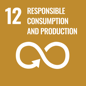 12 RESPONSIBLE
CONSUMPTION
AND PRODUCTION